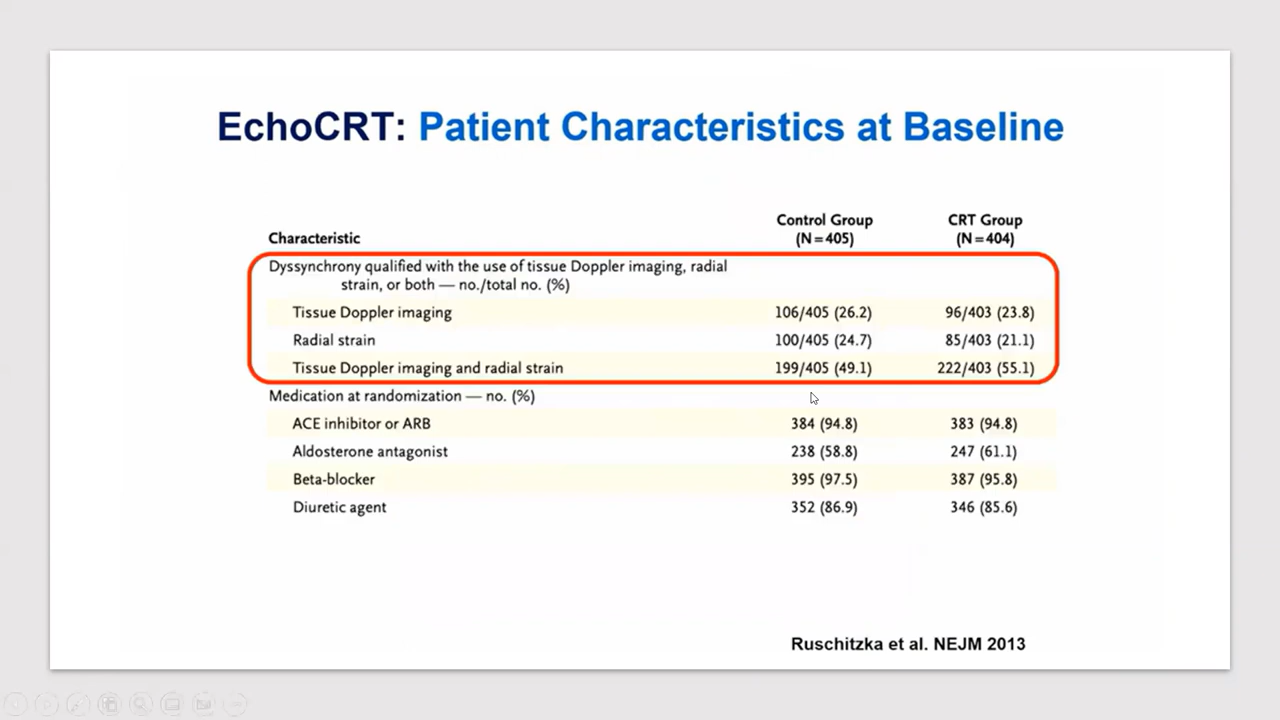 EchoCRT: Patient Characteristics at Baseline
Characteristic Control Group (N=405) CRT Group (N=404)
Dyssynchrony qualified with the use of tissue Doppler imaging, radial
strain, or both — no./total no. (%)
Tissue Doppler imaging 106/405 (26.2) 96/403 (23.8)
Radial strain 100/405 (24.7) 85/403 (21.1)
Tissue Doppler imaging and radial strain 199/405 (49.1) 222/403 (55.1)
Medication at randomization — no. (%)
ACE inhibitor or ARB 384 (94.8) 383 (94.8)
Aldosterone antagonist 238 (58.8) 247 (61.1)
Beta-blocker 395 (97.5) 387 (95.8)
Diuretic agent 352 (86.9) 346 (85.6)
Ruschitzka et al. NEJM 2013